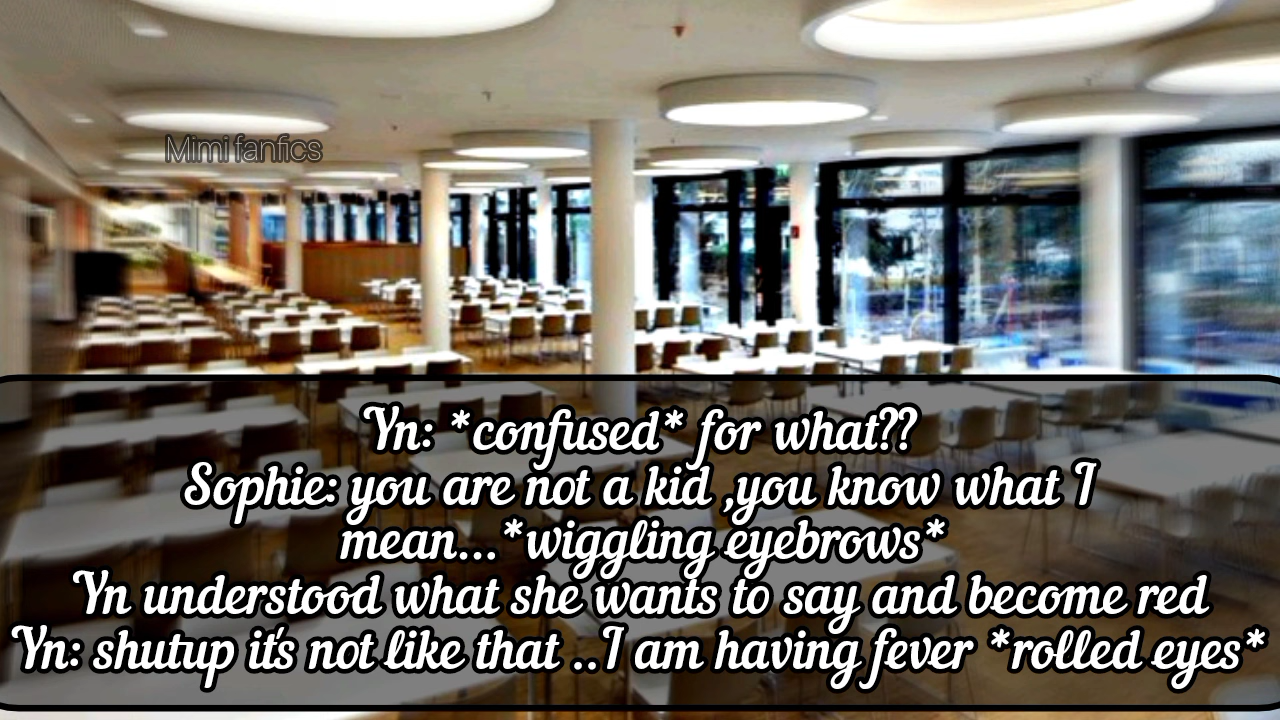 Mimi fanfics
Yn: *confused* for what??
Sophie: you are not a kid ,you know what I
mean...*wiggling eyebrows*
Yn understood what she wants to say and become red
Yn: shutup it's not like that ..I am having fever *rolled eyes*